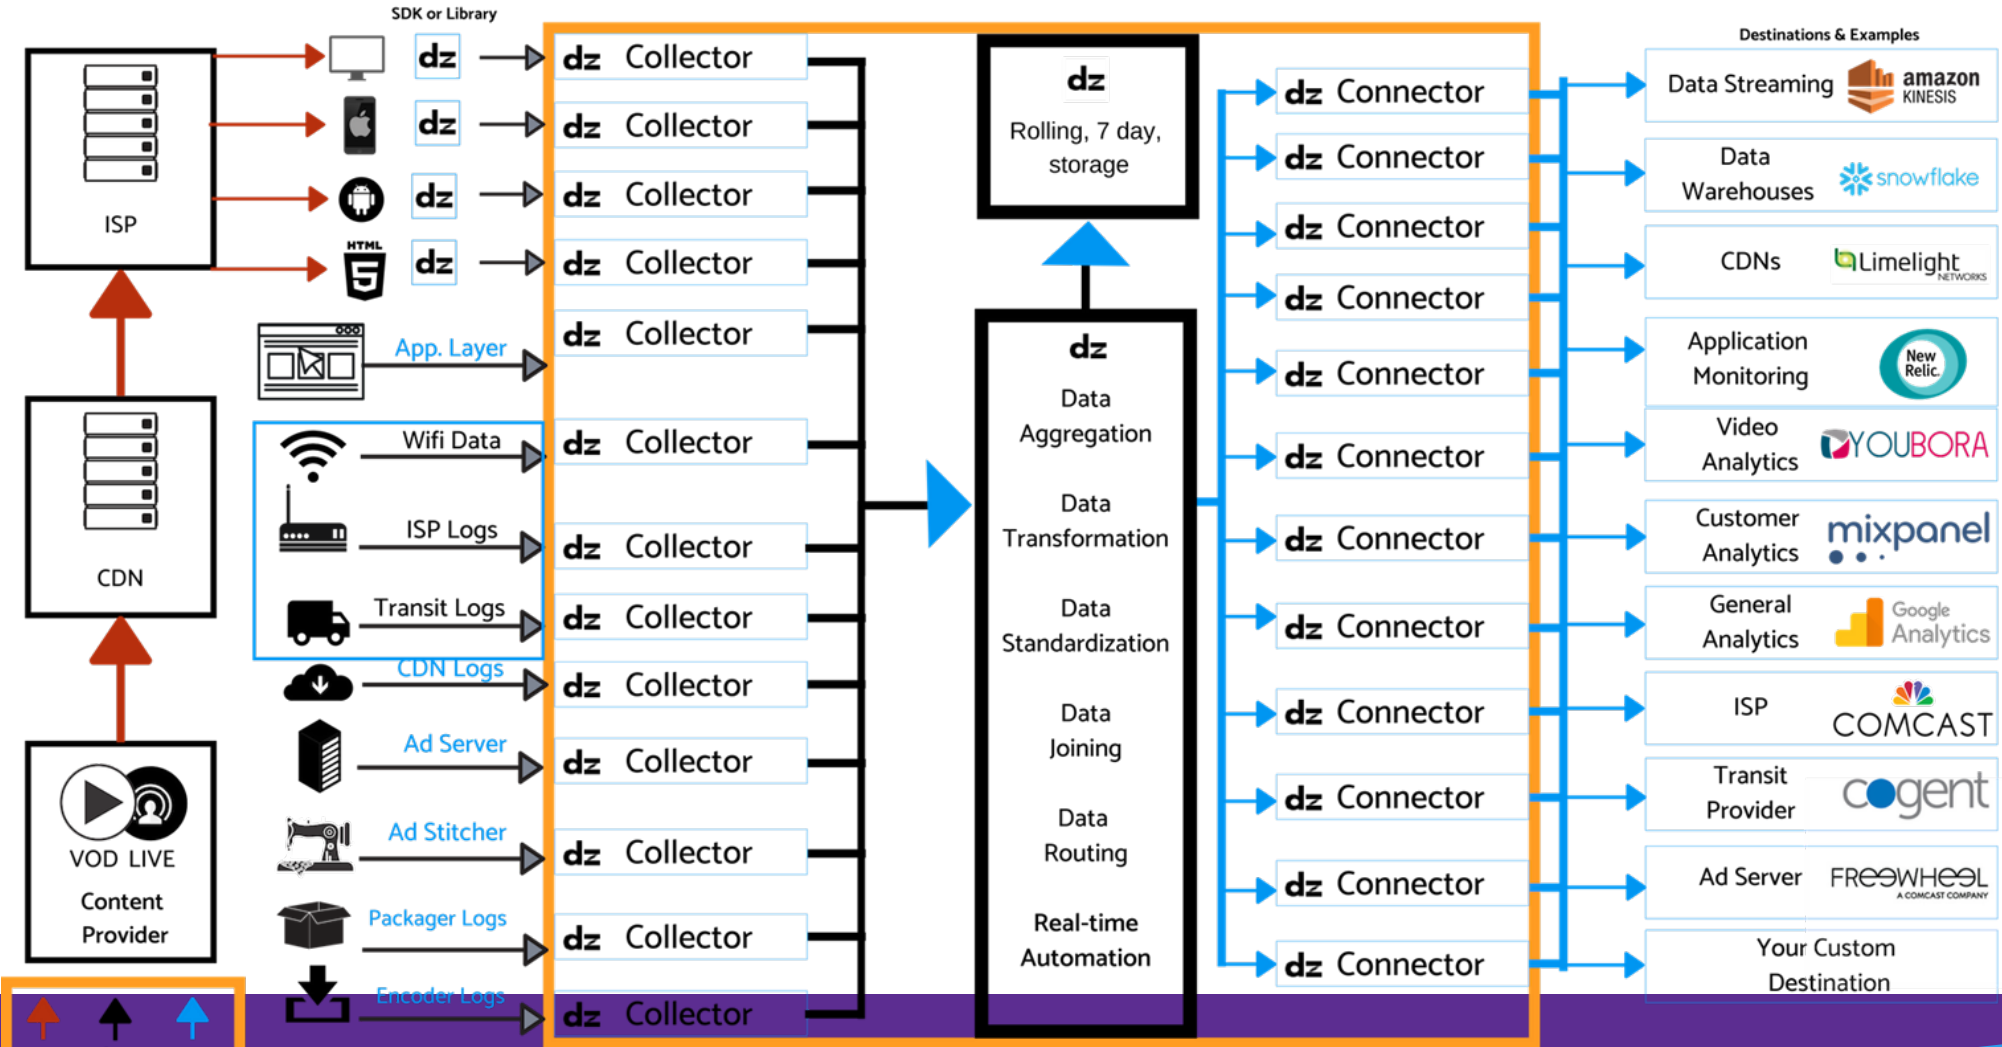 SDK or Library
ISP
CDN
VOD LIVE
Content
Provider
dz
dz
dz
HTML
5
dz
App. Layer
Wifi Data
ISP Logs
Transit Logs
CDN Logs
Ad Server
Ad Stitcher
Packager Logs
Encoder Logs
dz Collector
dz Collector
dz Collector
dz Collector
dz Collector
dz Collector
dz Collector
dz Collector
dz Collector
dz Collector
dz Collector
dz Collector
dz Collector
dz
Rolling, 7 day,
storage
dz
Data
Aggregation
Data
Transformation
Data
Standardization
Data
Joining
Data
Routing
Real-time
Automation
dz Connector
dz Connector
dz Connector
dz Connector
dz Connector
dz Connector
dz Connector
dz Connector
dz Connector
dz Connector
dz Connector
dz Connector
Destinations & Examples
Data Streaming
amazon
KINESIS
Data
Warehouses
snowflake
CDNs
Limelight
NETWORKS
Application
Monitoring
New
Relic.
Video
Analytics
YOUBORA
Customer
Analytics
mixpanel
General
Analytics
Google
Analytics
ISP
COMCAST
Transit
Provider
cogent
Ad Server
FREEWHEEL
A COMCAST COMPANY
Your Custom
Destination